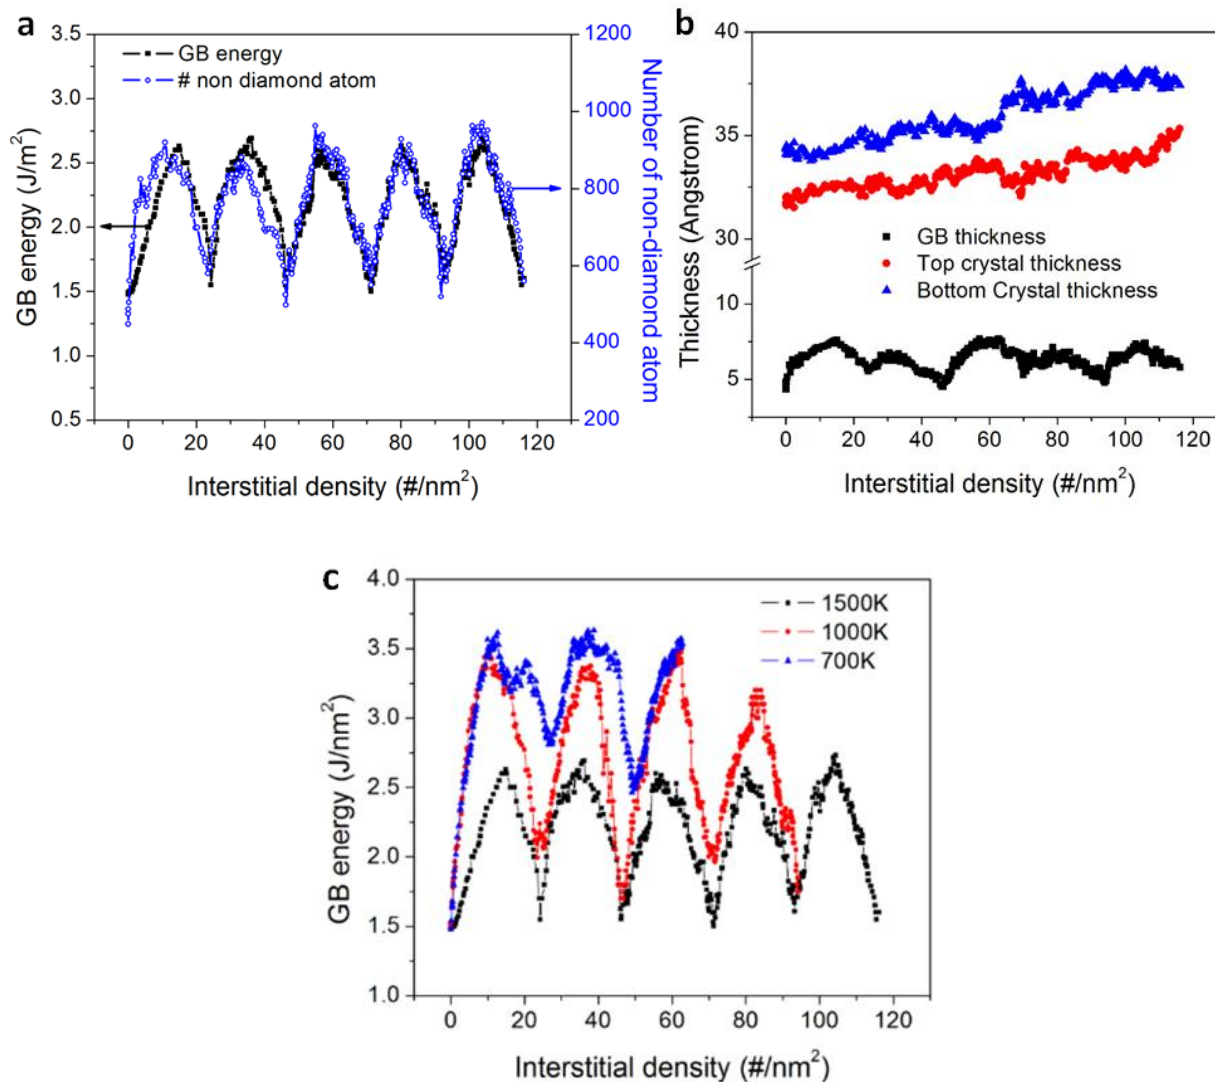 a
GB energy
# non diamond atom
GB energy (J/m²)
3.5
3.0
2.5
2.0
1.5
1.0
0.5
1200
1000
800
600
400
200
Number of non-diamond atom
0 20 40 60 80 100 120
Interstitial density (#/nm²)
b
Thickness (Angstrom)
40
35
32
7
5
GB thickness
Top crystal thickness
Bottom Crystal thickness
0 20 40 60 80 100 120
Interstitial density (#/nm²)
c
GB energy (J/nm²)
4.0
3.5
3.0
2.5
2.0
1.5
1.0
1500K
1000K
700K
0 20 40 60 80 100 120
Interstitial density (#/nm²)